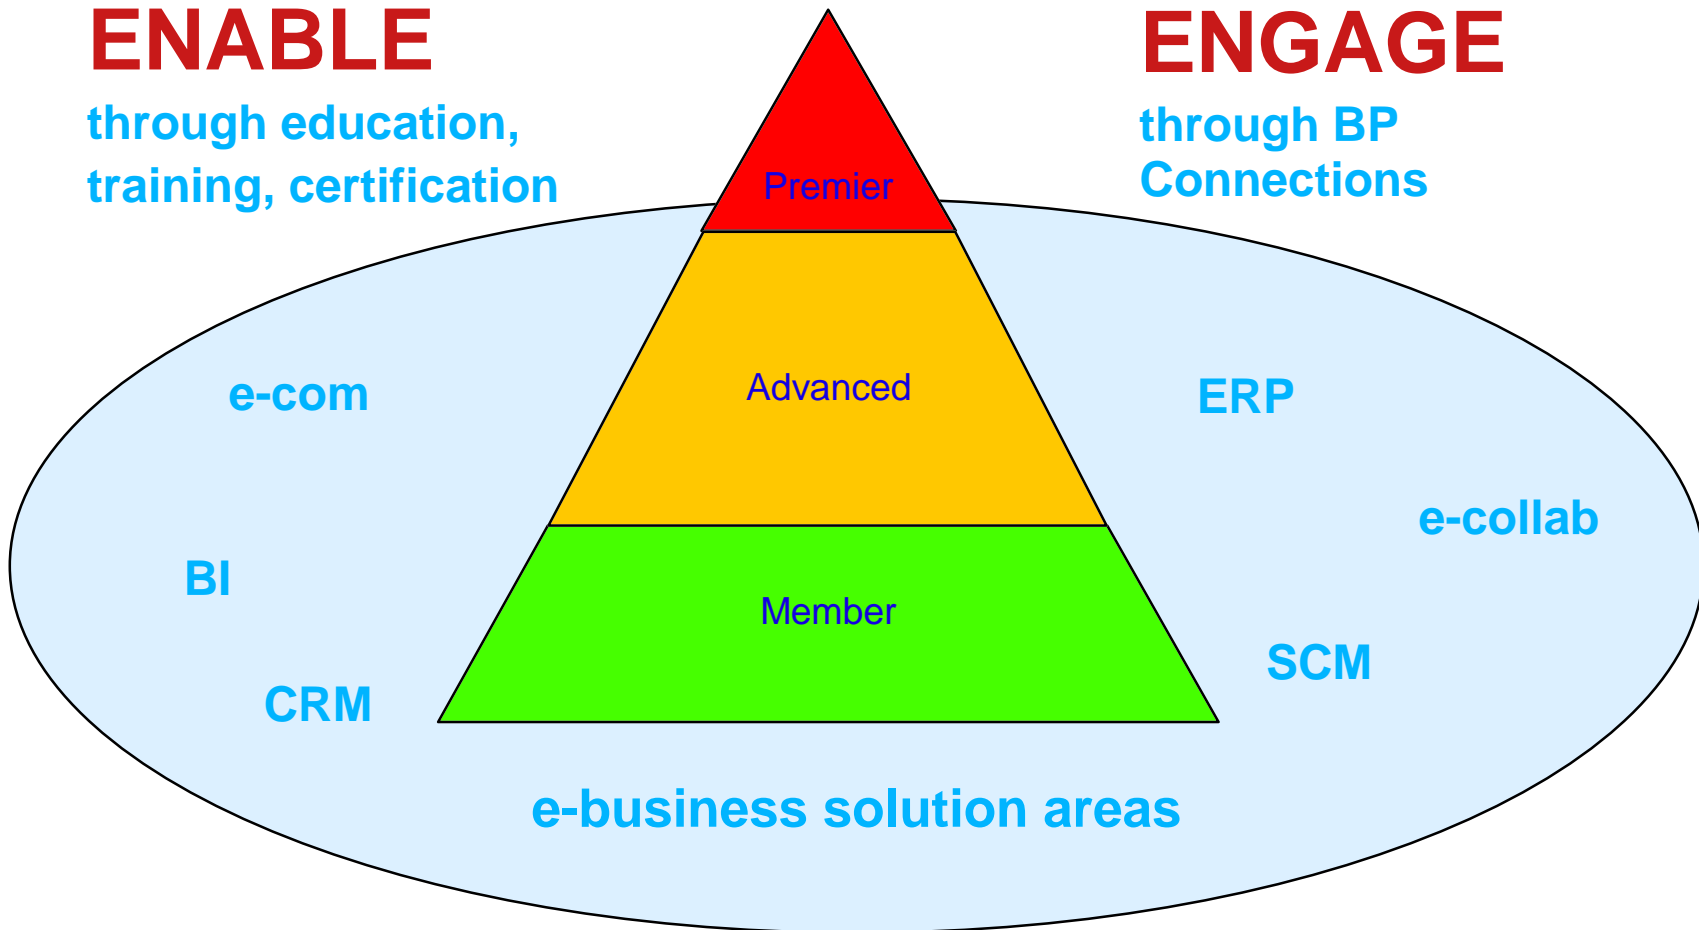 ENABLE
through education,
training, certification
ENGAGE
through BP
Connections
Premier
Advanced
Member
e-com
BI
CRM
ERP
e-collab
SCM
e-business solution areas